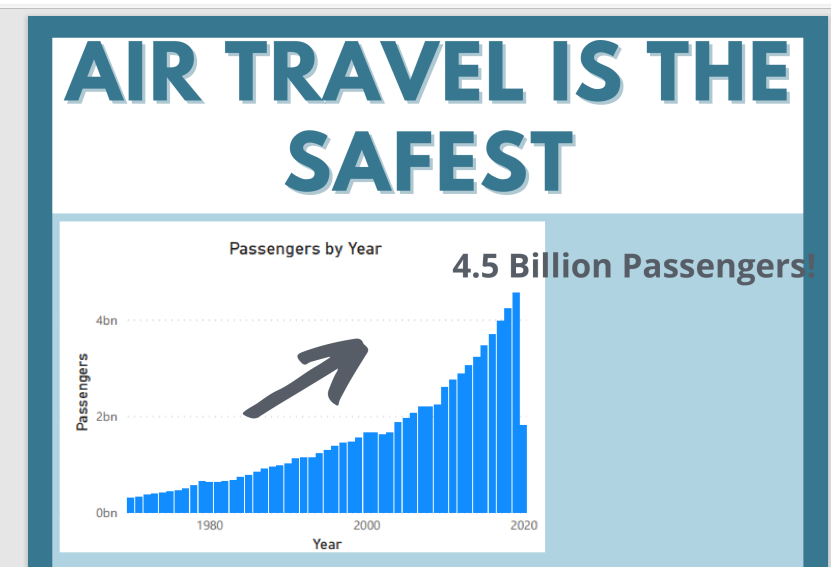 AIR TRAVEL IS THE
SAFEST
Passengers by Year
4.5 Billion Passengers!
4bn
2bn
0bn
Passengers
1980
2000
2020
Year